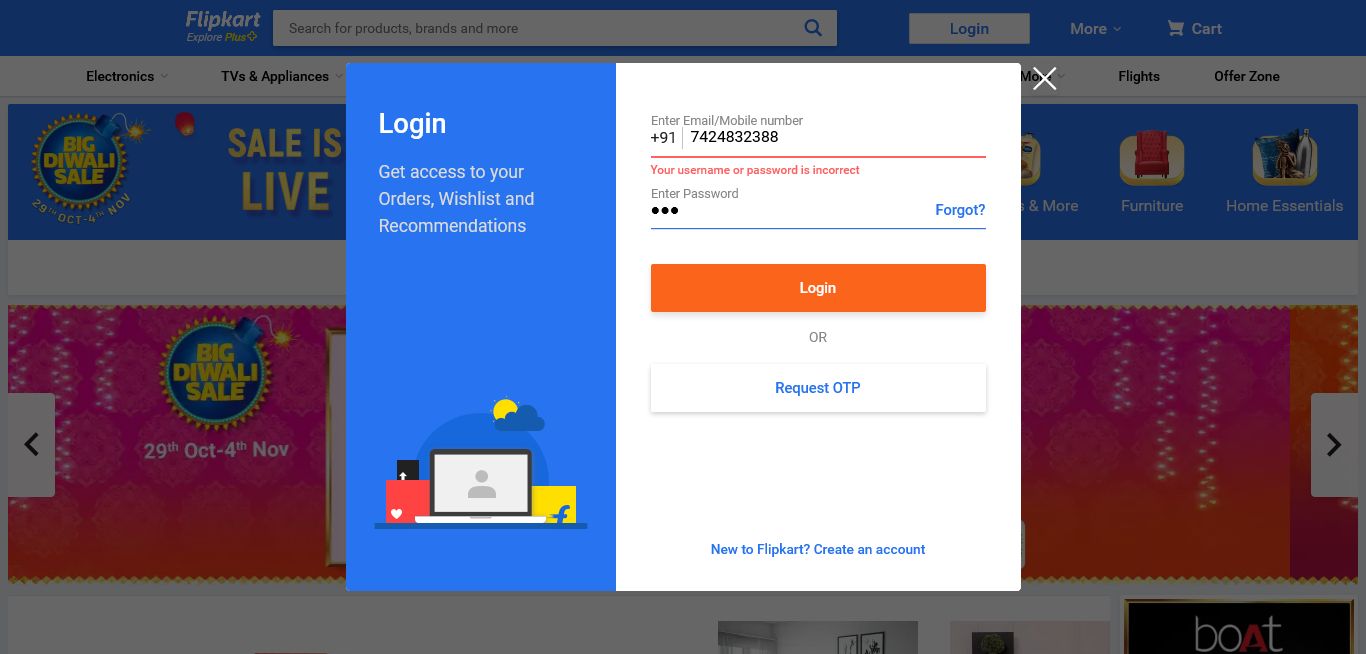 Flipkart
Explore Plus
Search for products, brands and more
Login
More
Cart
Electronics
TVs & Appliances
More
Flights
Offer Zone
BIG
DIWALI
SALE
29TH OCT-4TH NOV
SALE IS
LIVE
s & More
Furniture
Home Essentials
Login
Get access to your
Orders, Wishlist and
Recommendations
Enter Email/Mobile number
+91 7424832388
Your username or password is incorrect
Enter Password
Forgot?
Login
OR
Request OTP
New to Flipkart? Create an account
BIG
DIWALI
SALE
29th Oct-4th Nov
boAt